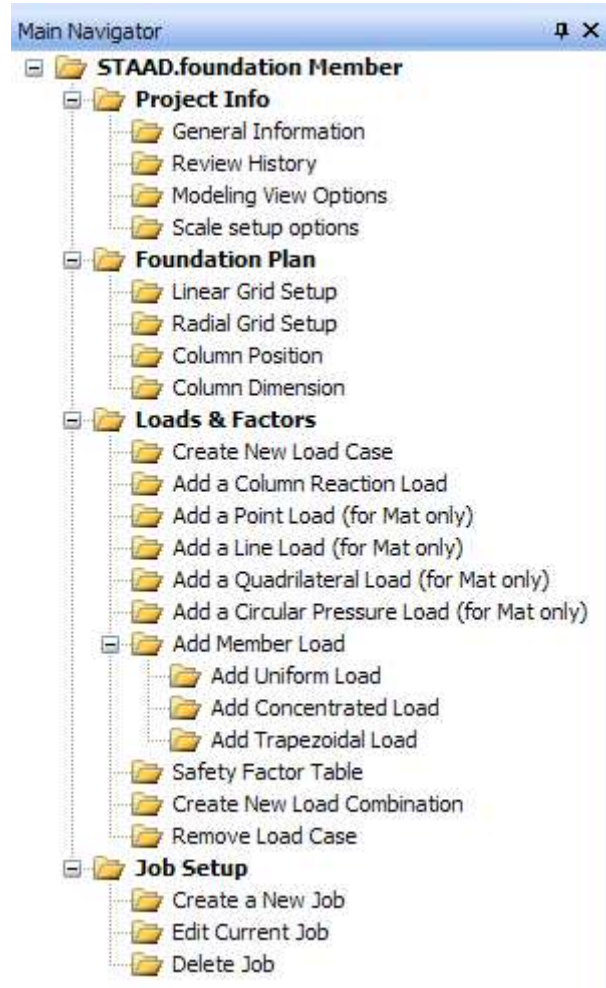 Main Navigator
STAAD.foundation Member
Project Info
General Information
Review History
Modeling View Options
Scale setup options
Foundation Plan
Linear Grid Setup
Radial Grid Setup
Column Position
Column Dimension
Loads & Factors
Create New Load Case
Add a Column Reaction Load
Add a Point Load (for Mat only)
Add a Line Load (for Mat only)
Add a Quadrilateral Load (for Mat only)
Add a Circular Pressure Load (for Mat only)
Add Member Load
Add Uniform Load
Add Concentrated Load
Add Trapezoidal Load
Safety Factor Table
Create New Load Combination
Remove Load Case
Job Setup
Create a New Job
Edit Current Job
Delete Job